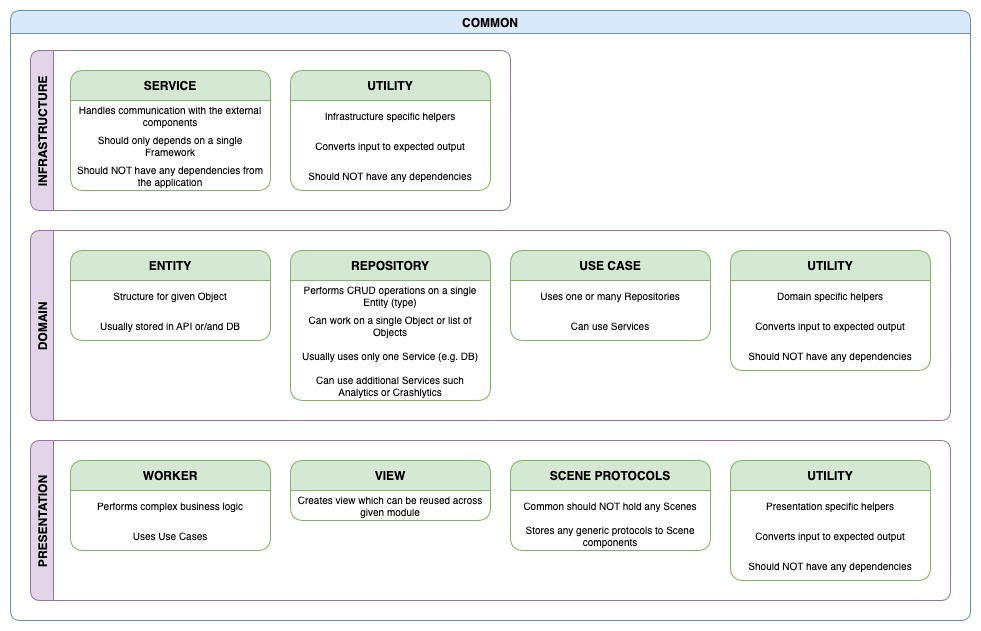 COMMON
INFRASTRUCTURE
SERVICE
Handles communication with the external
components
Should only depends on a single
Framework
Should NOT have any dependencies from
the application
UTILITY
Infrastructure specific helpers
Converts input to expected output
Should NOT have any dependencies
DOMAIN
ENTITY
Structure for given Object
Usually stored in API or/and DB
REPOSITORY
Performs CRUD operations on a single
Entity (type)
Can work on a single Object or list of
Objects
Usually uses only one Service (e.g. DB)
Can use additional Services such
Analytics or Crashlytics
USE CASE
Uses one or many Repositories
Can use Services
UTILITY
Domain specific helpers
Converts input to expected output
Should NOT have any dependencies
PRESENTATION
WORKER
Performs complex business logic
Uses Use Cases
VIEW
Creates view which can be reused across
given module
SCENE PROTOCOLS
Common should NOT hold any Scenes
Stores any generic protocols to Scene
components
UTILITY
Presentation specific helpers
Converts input to expected output
Should NOT have any dependencies